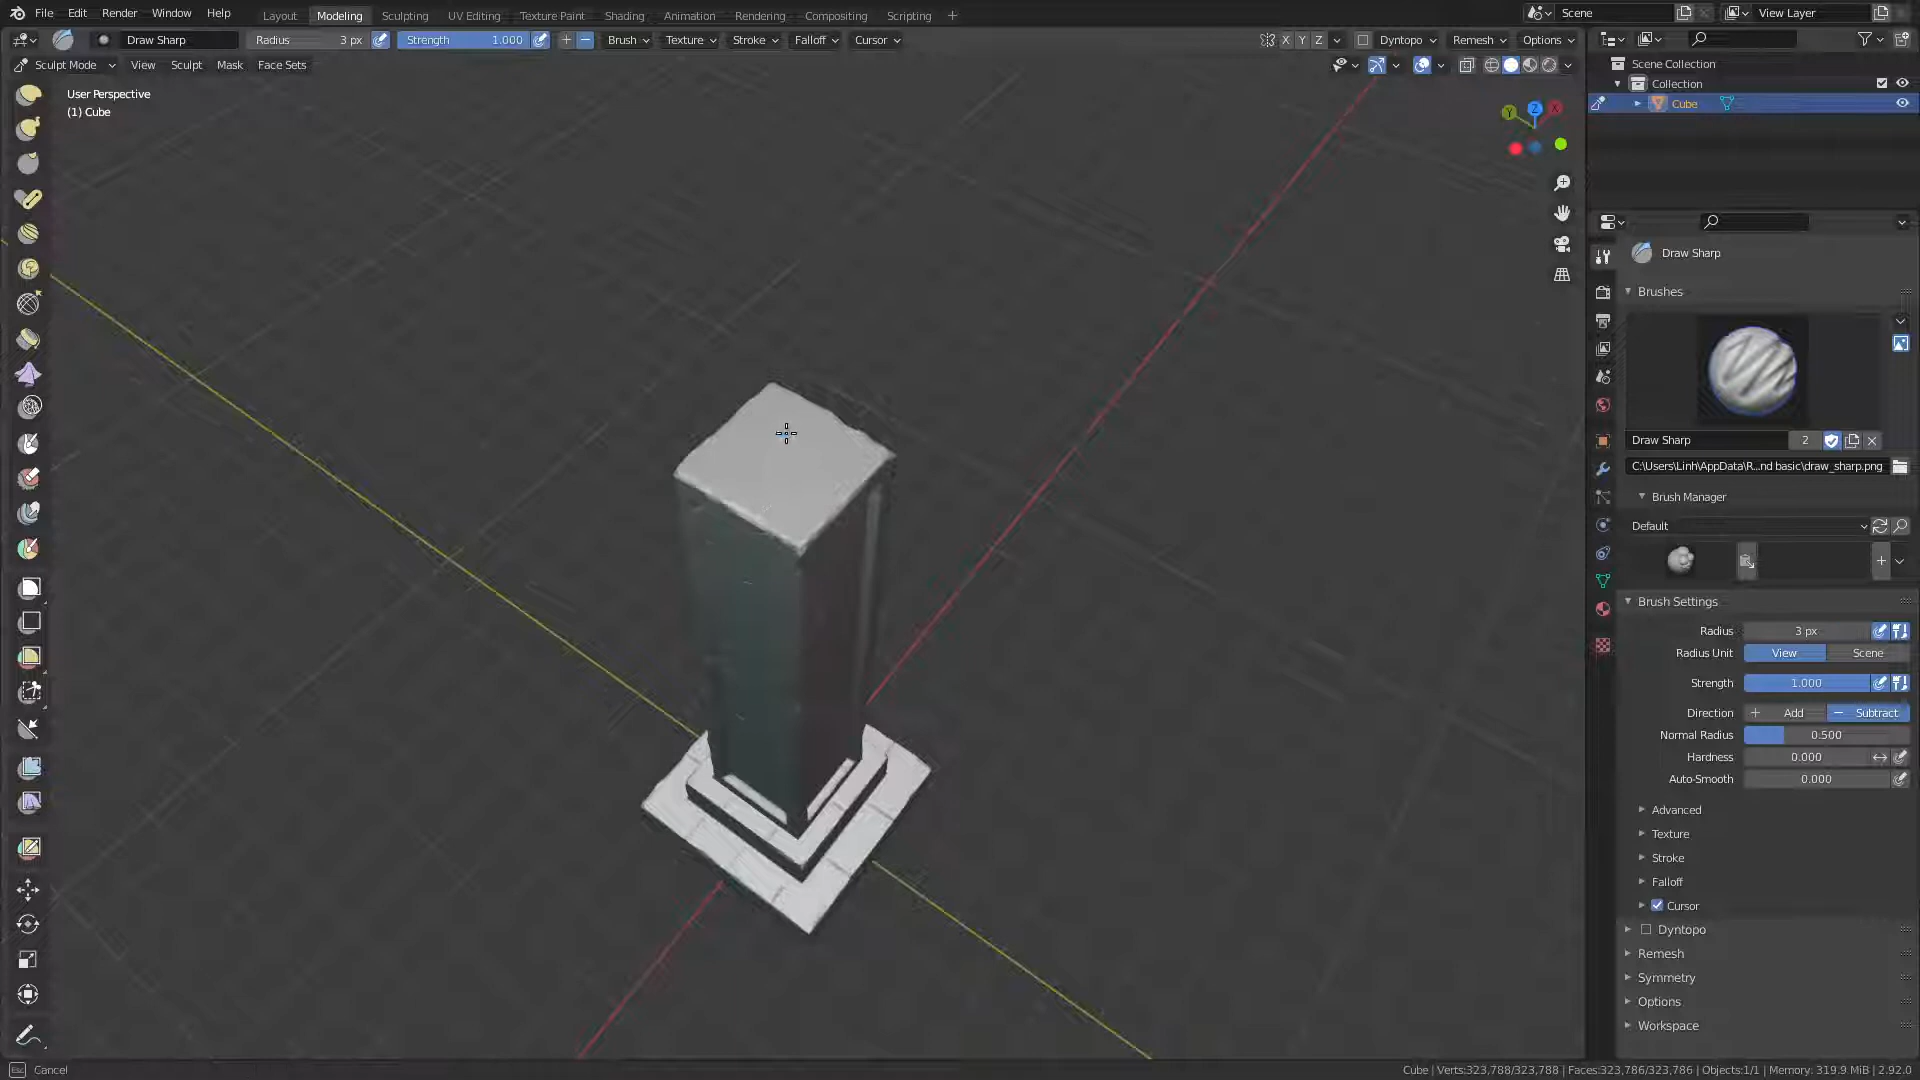 File Edit Render Window Help Layout Modeling Sculpting UV Editing Texture Paint Shading Animation Rendering Compositing Scripting + Scene View Layer
Draw Sharp Radius 3 px Strength 1.000 + − Brush Texture Stroke Falloff Cursor X Y Z Dyntopo Remesh Options
Sculpt Mode View Sculpt Mask Face Sets
User Perspective
(1) Cube
Scene Collection
Collection
Cube
Y Z X
Draw Sharp
Brushes
Draw Sharp 2
C:\Users\Linh\AppData\R...nd basic\draw_sharp.png
Brush Manager
Default
Brush Settings
Radius 3 px
Radius Unit View Scene
Strength 1.000
Direction + Add − Subtract
Normal Radius 0.500
Hardness 0.000
Auto-Smooth 0.000
Advanced
Texture
Stroke
Falloff
Cursor
Dyntopo
Remesh
Symmetry
Options
Workspace
Esc Cancel Cube | Verts:323,788/323,788 | Faces:323,786/323,786 | Objects:1/1 | Memory: 319.9 MiB | 2.92.0